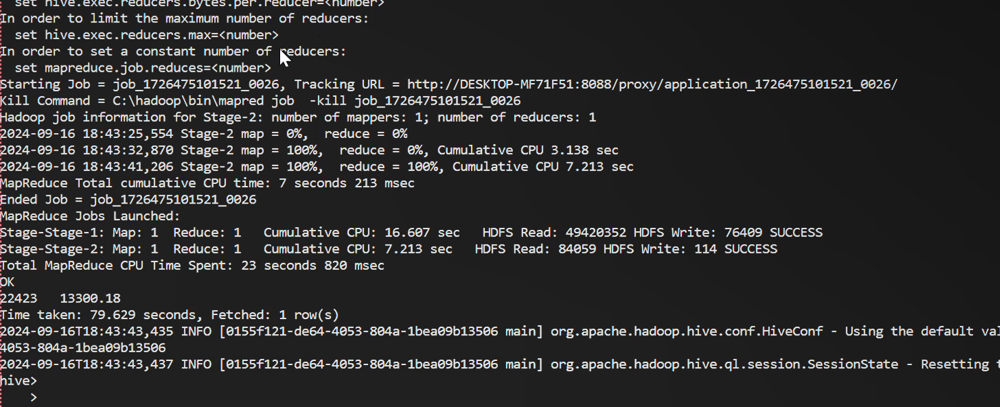 set hive.exec.reducers.bytes.per.reducer=<number>
In order to limit the maximum number of reducers:
  set hive.exec.reducers.max=<number>
In order to set a constant number of reducers:
  set mapreduce.job.reduces=<number>
Starting Job = job_1726475101521_0026, Tracking URL = http://DESKTOP-MF71F51:8088/proxy/application_1726475101521_0026/
Kill Command = C:\hadoop\bin\mapred job  -kill job_1726475101521_0026
Hadoop job information for Stage-2: number of mappers: 1; number of reducers: 1
2024-09-16 18:43:25,554 Stage-2 map = 0%,  reduce = 0%
2024-09-16 18:43:32,870 Stage-2 map = 100%,  reduce = 0%, Cumulative CPU 3.138 sec
2024-09-16 18:43:41,206 Stage-2 map = 100%,  reduce = 100%, Cumulative CPU 7.213 sec
MapReduce Total cumulative CPU time: 7 seconds 213 msec
Ended Job = job_1726475101521_0026
MapReduce Jobs Launched:
Stage-Stage-1: Map: 1  Reduce: 1   Cumulative CPU: 16.607 sec   HDFS Read: 49420352 HDFS Write: 76409 SUCCESS
Stage-Stage-2: Map: 1  Reduce: 1   Cumulative CPU: 7.213 sec   HDFS Read: 84059 HDFS Write: 114 SUCCESS
Total MapReduce CPU Time Spent: 23 seconds 820 msec
OK
22423   13300.18
Time taken: 79.629 seconds, Fetched: 1 row(s)
2024-09-16T18:43:43,435 INFO [0155f121-de64-4053-804a-1bea09b13506 main] org.apache.hadoop.hive.conf.HiveConf - Using the default
4053-804a-1bea09b13506
2024-09-16T18:43:43,437 INFO [0155f121-de64-4053-804a-1bea09b13506 main] org.apache.hadoop.hive.ql.session.SessionState - Resetting
hive>
    >